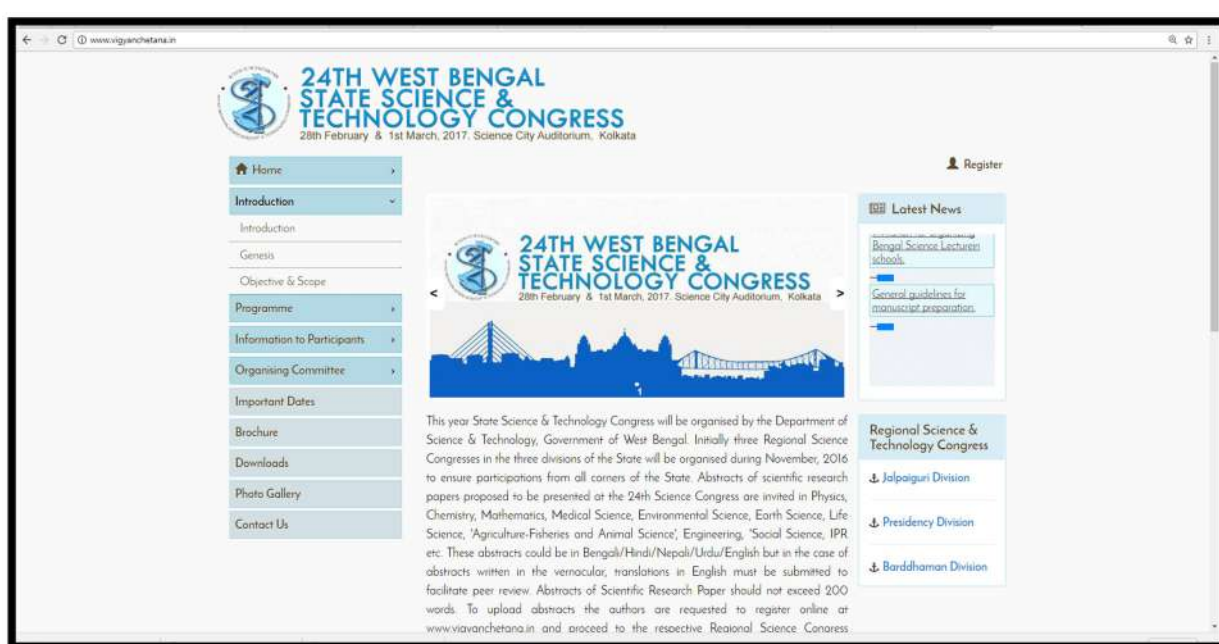 www.vigyanchetana.in
24TH WEST BENGAL
STATE SCIENCE &
TECHNOLOGY CONGRESS
28th February & 1st March, 2017. Science City Auditorium, Kolkata
Register
Home
Introduction
Introduction
Genesis
Objective & Scope
Programme
Information to Participants
Organising Committee
Important Dates
Brochure
Downloads
Photo Gallery
Contact Us
24TH WEST BENGAL
STATE SCIENCE &
TECHNOLOGY CONGRESS
28th February & 1st March, 2017. Science City Auditorium, Kolkata
This year State Science & Technology Congress will be organised by the Department of
Science & Technology, Government of West Bengal. Initially three Regional Science
Congresses in the three divisions of the State will be organised during November, 2016
to ensure participations from all corners of the State. Abstracts of scientific research
papers proposed to be presented at the 24th Science Congress are invited in Physics,
Chemistry, Mathematics, Medical Science, Environmental Science, Earth Science, Life
Science, 'Agriculture-Fisheries and Animal Science', Engineering, 'Social Science, IPR
etc. These abstracts could be in Bengali/Hindi/Nepali/Urdu/English but in the case of
abstracts written in the vernacular, translations in English must be submitted to
facilitate peer review. Abstracts of Scientific Research Paper should not exceed 200
words. To upload abstracts the authors are requested to register online at
www.vigyanchetana.in and proceed to the respective Regional Science Congress
Latest News
Bengal Science Lecturein
schools.
General guidelines for
manuscript preparation.
Regional Science &
Technology Congress
Jalpaiguri Division
Presidency Division
Barddhaman Division